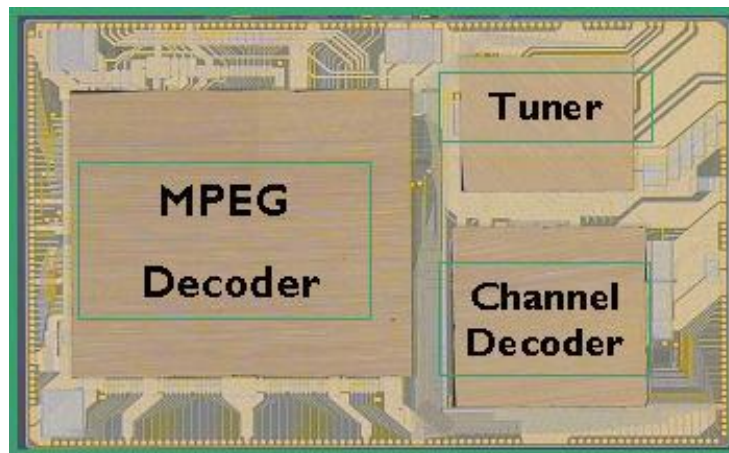 MPEG
Decoder
Tuner
Channel
Decoder